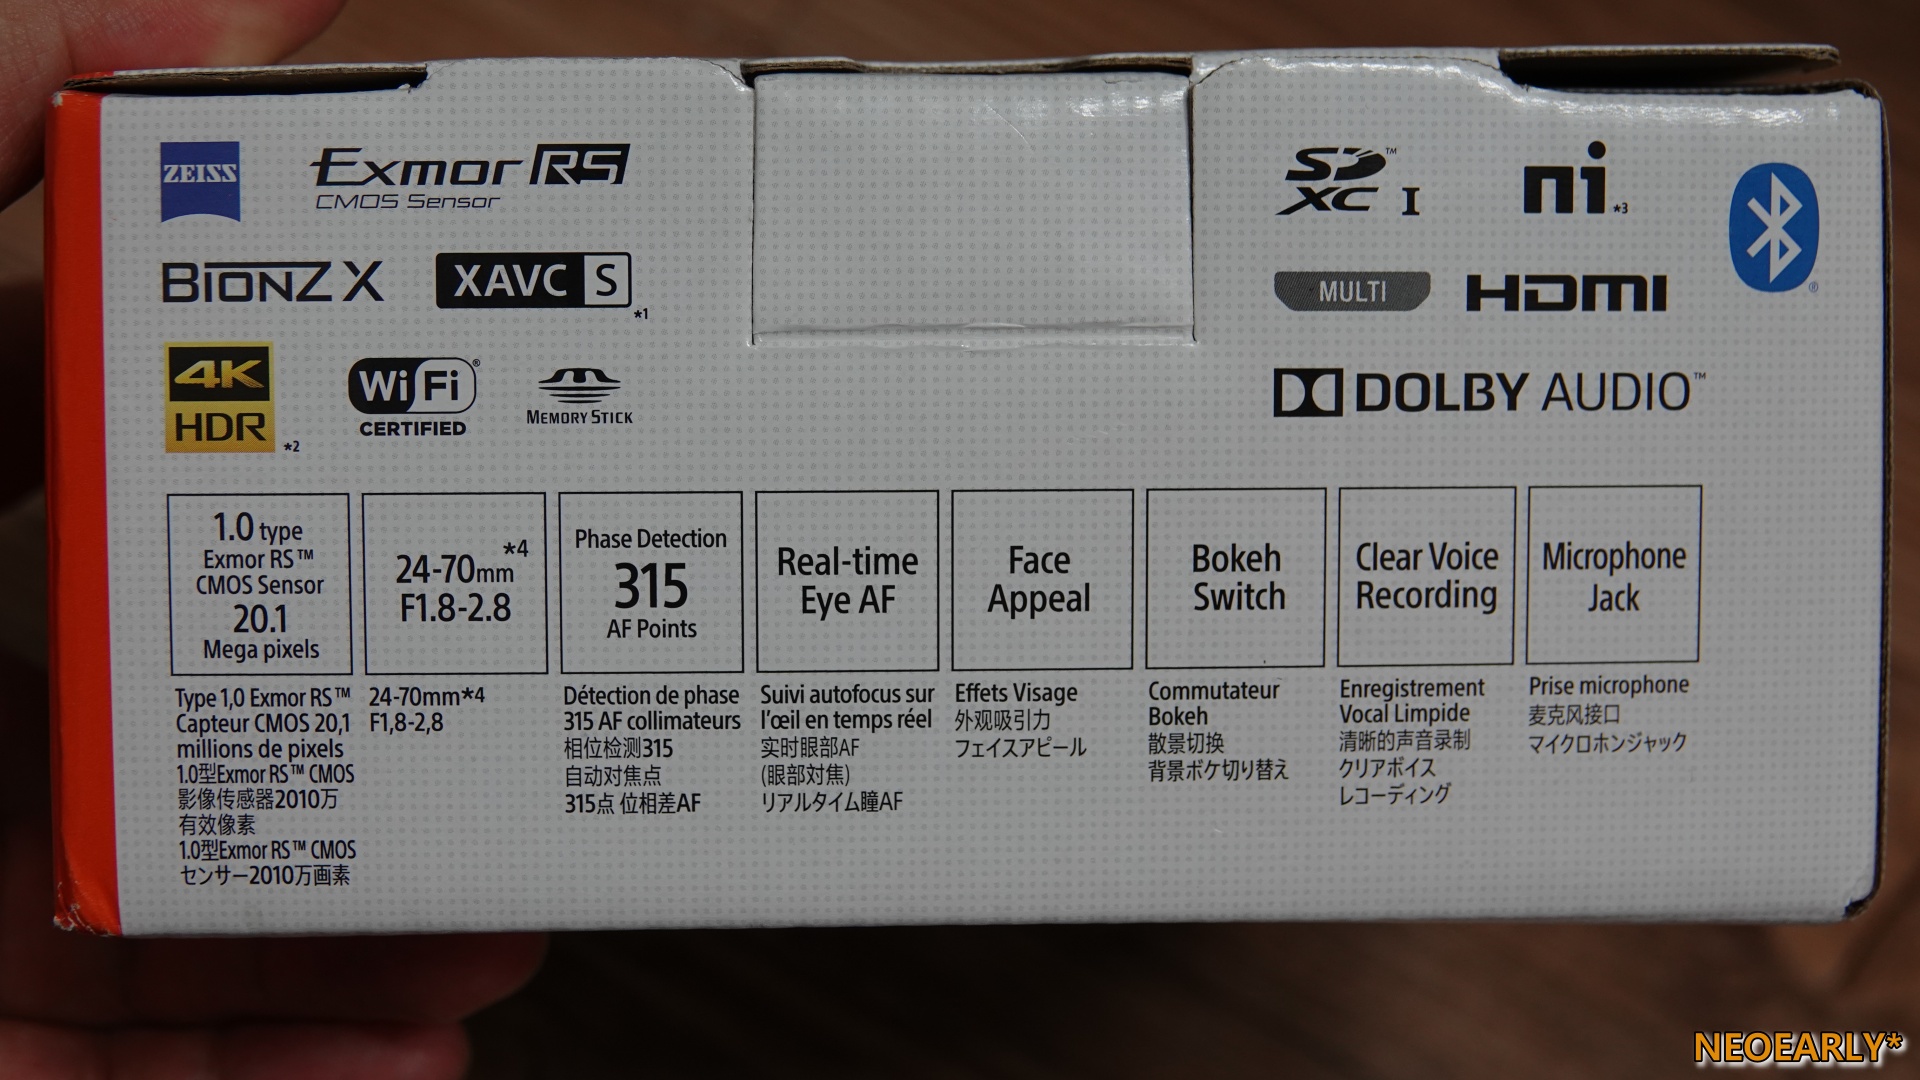 ZEISS
Exmor RS
CMOS Sensor
BIONZ X
XAVC S
*1
4K
HDR
*2
Wi Fi®
CERTIFIED
MEMORY STICK
SD™
XC I
ni
*3
®
MULTI
HDMI
DOLBY AUDIO™
1.0 type
Exmor RS™
CMOS Sensor
20.1
Mega pixels
Type 1,0 Exmor RS™
Capteur CMOS 20,1
millions de pixels
1.0型Exmor RS™ CMOS
影像传感器2010万
有效像素
1.0型Exmor RS™ CMOS
センサー2010万画素
*4
24-70mm
F1.8-2.8
24-70mm*4
F1,8-2,8
Phase Detection
315
AF Points
Détection de phase
315 AF collimateurs
相位检测315
自动对焦点
315点 位相差AF
Real-time
Eye AF
Suivi autofocus sur
l'œil en temps réel
实时眼部AF
(眼部对焦)
リアルタイム瞳AF
Face
Appeal
Effets Visage
外观吸引力
フェイスアピール
Bokeh
Switch
Commutateur
Bokeh
散景切换
背景ボケ切り替え
Clear Voice
Recording
Enregistrement
Vocal Limpide
清晰的声音录制
クリアボイス
レコーディング
Microphone
Jack
Prise microphone
麦克风接口
マイクロホンジャック
NEOEARLY*